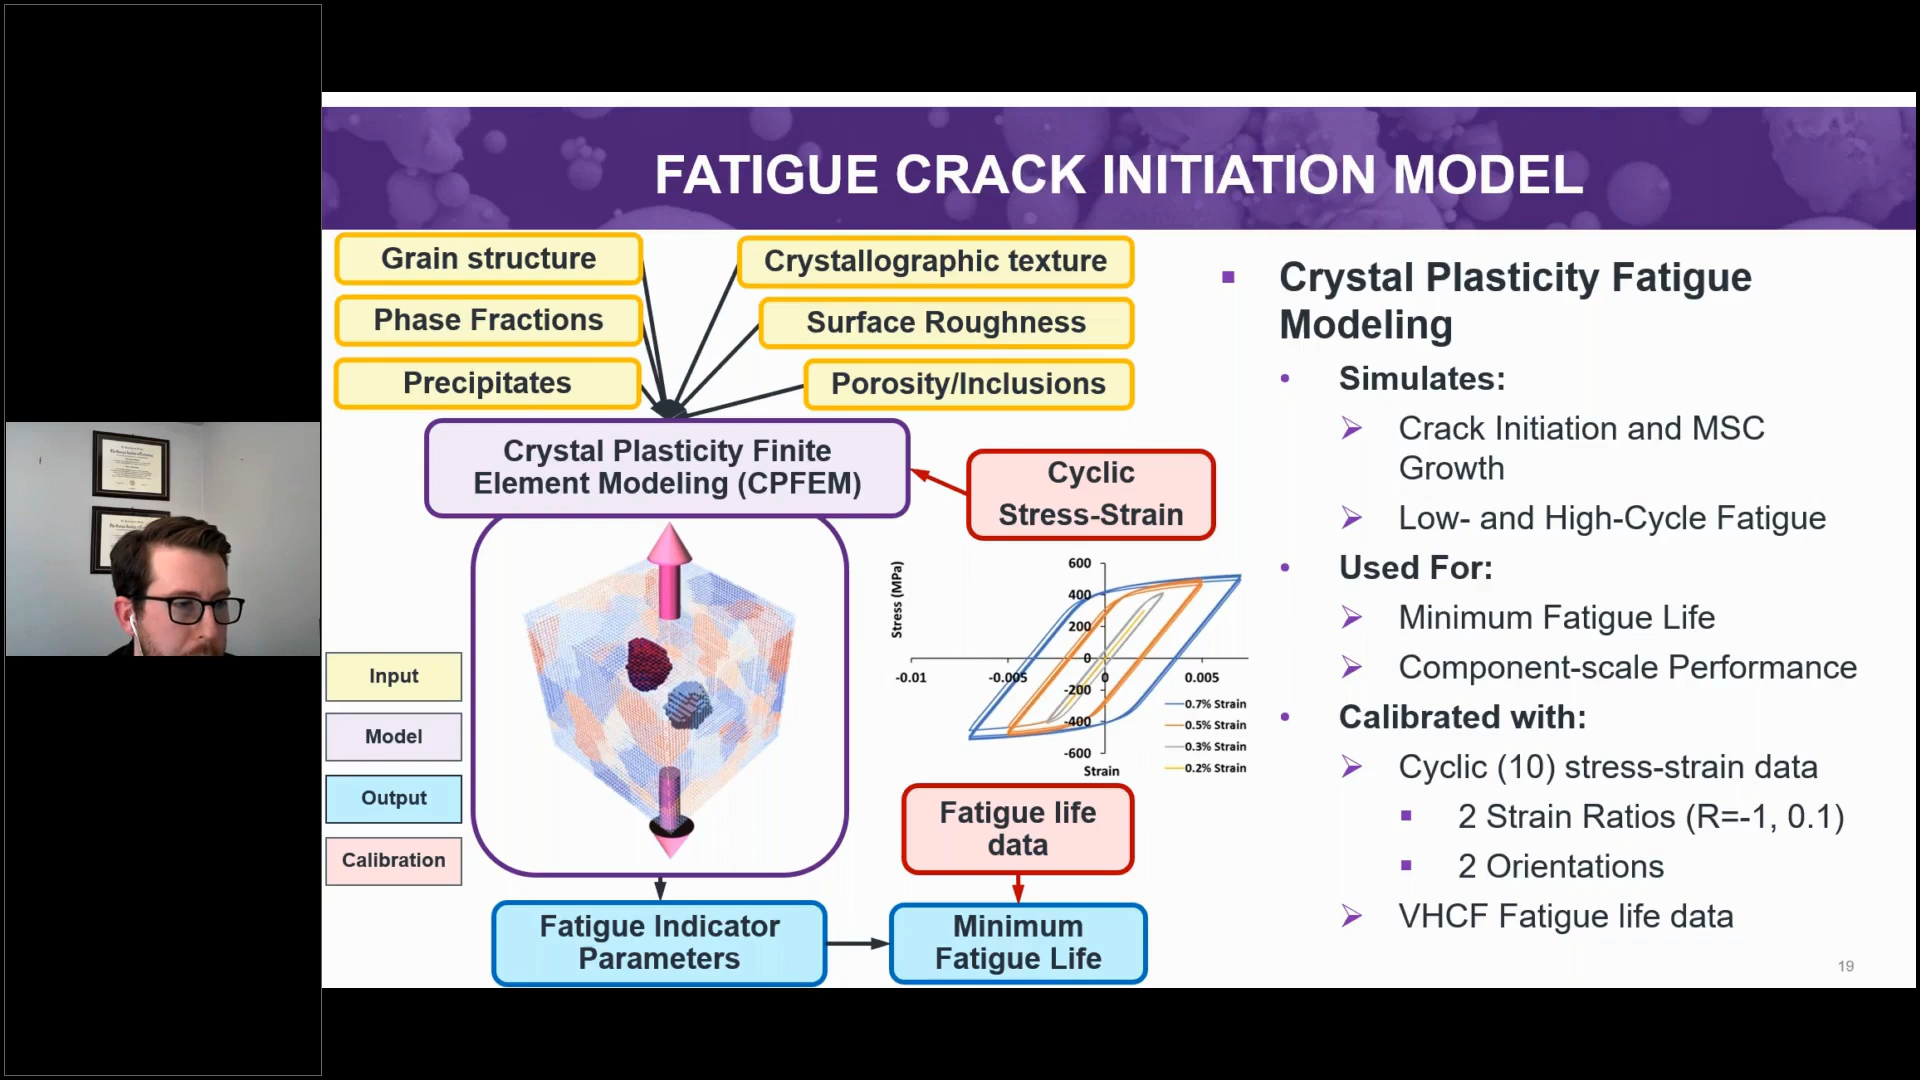 FATIGUE CRACK INITIATION MODEL
Grain structure
Phase Fractions
Precipitates
Crystallographic texture
Surface Roughness
Porosity/Inclusions
Crystal Plasticity Finite
Element Modeling (CPFEM)
Cyclic
Stress-Strain
Input
Model
Output
Calibration
Stress (MPa)
600
400
200
0
-200
-400
-600
-0.01
-0.005
0
0.005
Strain
0.7% Strain
0.5% Strain
0.3% Strain
0.2% Strain
Fatigue life
data
Fatigue Indicator
Parameters
Minimum
Fatigue Life
▪ Crystal Plasticity Fatigue
Modeling
• Simulates:
➢ Crack Initiation and MSC
Growth
➢ Low- and High-Cycle Fatigue
• Used For:
➢ Minimum Fatigue Life
➢ Component-scale Performance
• Calibrated with:
➢ Cyclic (10) stress-strain data
▪ 2 Strain Ratios (R=-1, 0.1)
▪ 2 Orientations
➢ VHCF Fatigue life data
19